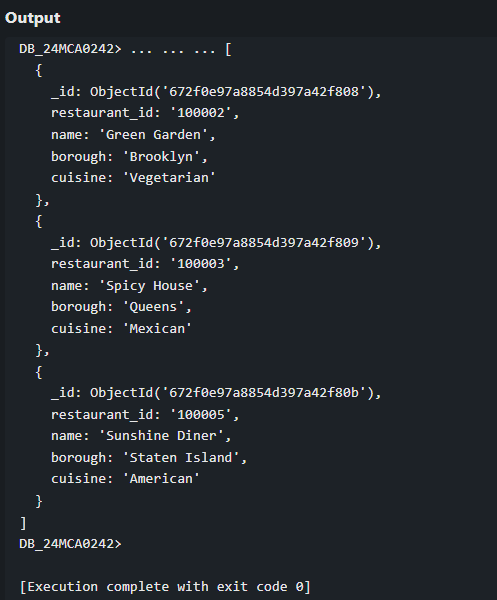 Output
DB_24MCA0242> ... ... ... [
  {
    _id: ObjectId('672f0e97a8854d397a42f808'),
    restaurant_id: '100002',
    name: 'Green Garden',
    borough: 'Brooklyn',
    cuisine: 'Vegetarian'
  },
  {
    _id: ObjectId('672f0e97a8854d397a42f809'),
    restaurant_id: '100003',
    name: 'Spicy House',
    borough: 'Queens',
    cuisine: 'Mexican'
  },
  {
    _id: ObjectId('672f0e97a8854d397a42f80b'),
    restaurant_id: '100005',
    name: 'Sunshine Diner',
    borough: 'Staten Island',
    cuisine: 'American'
  }
]
DB_24MCA0242>
[Execution complete with exit code 0]